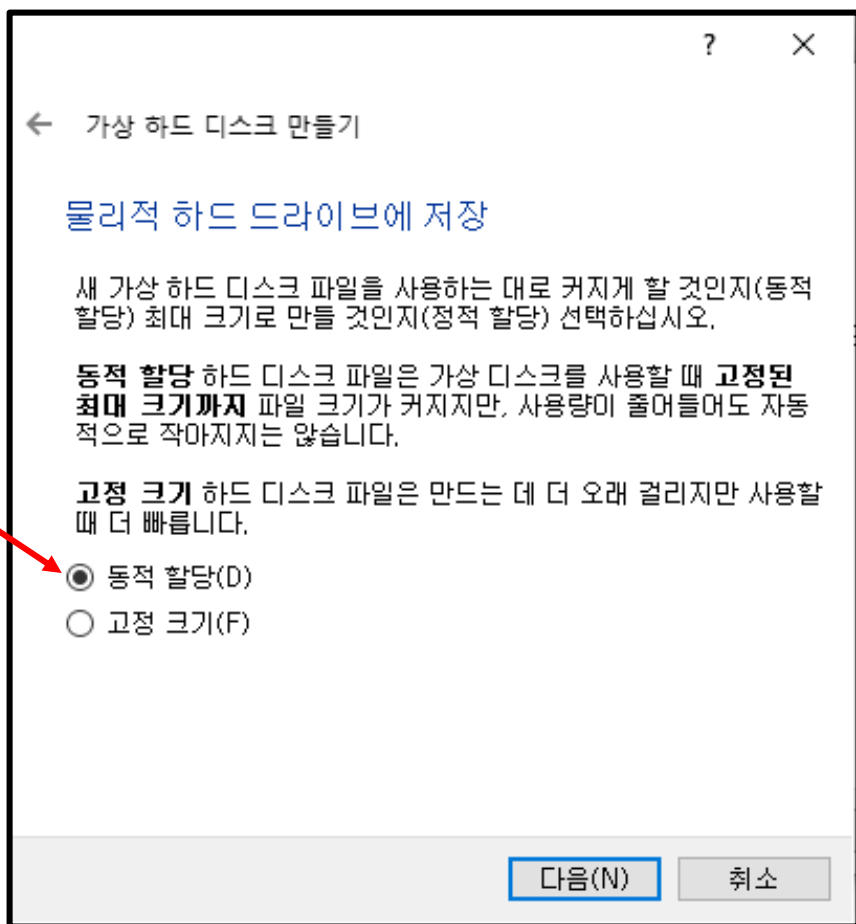 ?
가상 하드 디스크 만들기
물리적 하드 드라이브에 저장
새 가상 하드 디스크 파일을 사용하는 대로 커지게 할 것인지(동적
할당) 최대 크기로 만들 것인지(정적 할당) 선택하십시오.
동적 할당 하드 디스크 파일은 가상 디스크를 사용할 때 고정된
최대 크기까지 파일 크기가 커지지만, 사용량이 줄어들어도 자동
적으로 작아지지는 않습니다.
고정 크기 하드 디스크 파일은 만드는 데 더 오래 걸리지만 사용할
때 더 빠릅니다.
동적 할당(D)
고정 크기(F)
다음(N) 취소